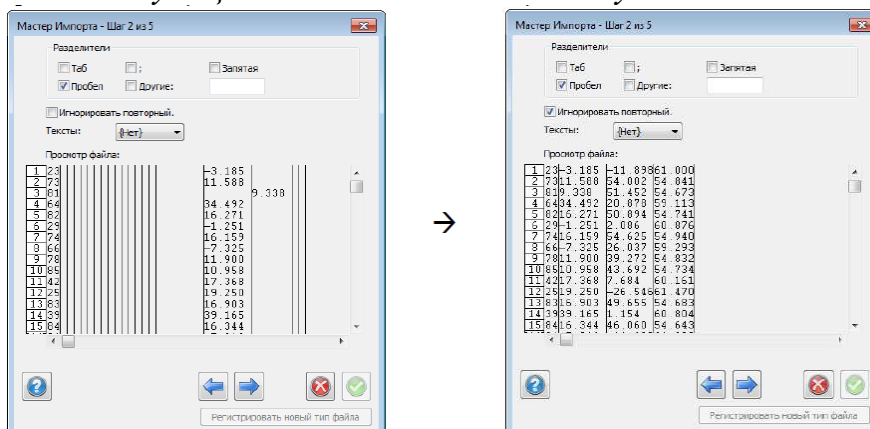 Мастер Импорта - Шаг 2 из 5
Разделители
Таб ; Запятая
Пробел Другие:
Игнорировать повторный.
Тексты: {Нет}
Просмотр файла:
1 23 -3.185
2 73 11.588
3 81 9.338
4 64 34.492
5 82 16.271
6 29 -1.251
7 74 16.159
8 66 -7.325
9 78 11.900
10 85 10.958
11 42 17.368
12 25 19.250
13 83 16.903
14 39 39.165
15 84 16.344
Регистрировать новый тип файла
→
Мастер Импорта - Шаг 2 из 5
Разделители
Таб ; Запятая
Пробел Другие:
Игнорировать повторный.
Тексты: {Нет}
Просмотр файла:
1 23 -3.185 -11.898 61.000
2 73 11.588 54.002 54.841
3 81 9.338 51.452 54.673
4 64 34.492 20.878 59.113
5 82 16.271 50.894 54.741
6 29 -1.251 2.086 60.876
7 74 16.159 54.625 54.940
8 66 -7.325 26.037 59.293
9 78 11.900 39.272 54.832
10 85 10.958 43.692 54.734
11 42 17.368 7.684 60.161
12 25 19.250 -26.546 61.470
13 83 16.903 49.655 54.683
14 39 39.165 1.154 60.804
15 84 16.344 46.060 54.643
Регистрировать новый тип файла